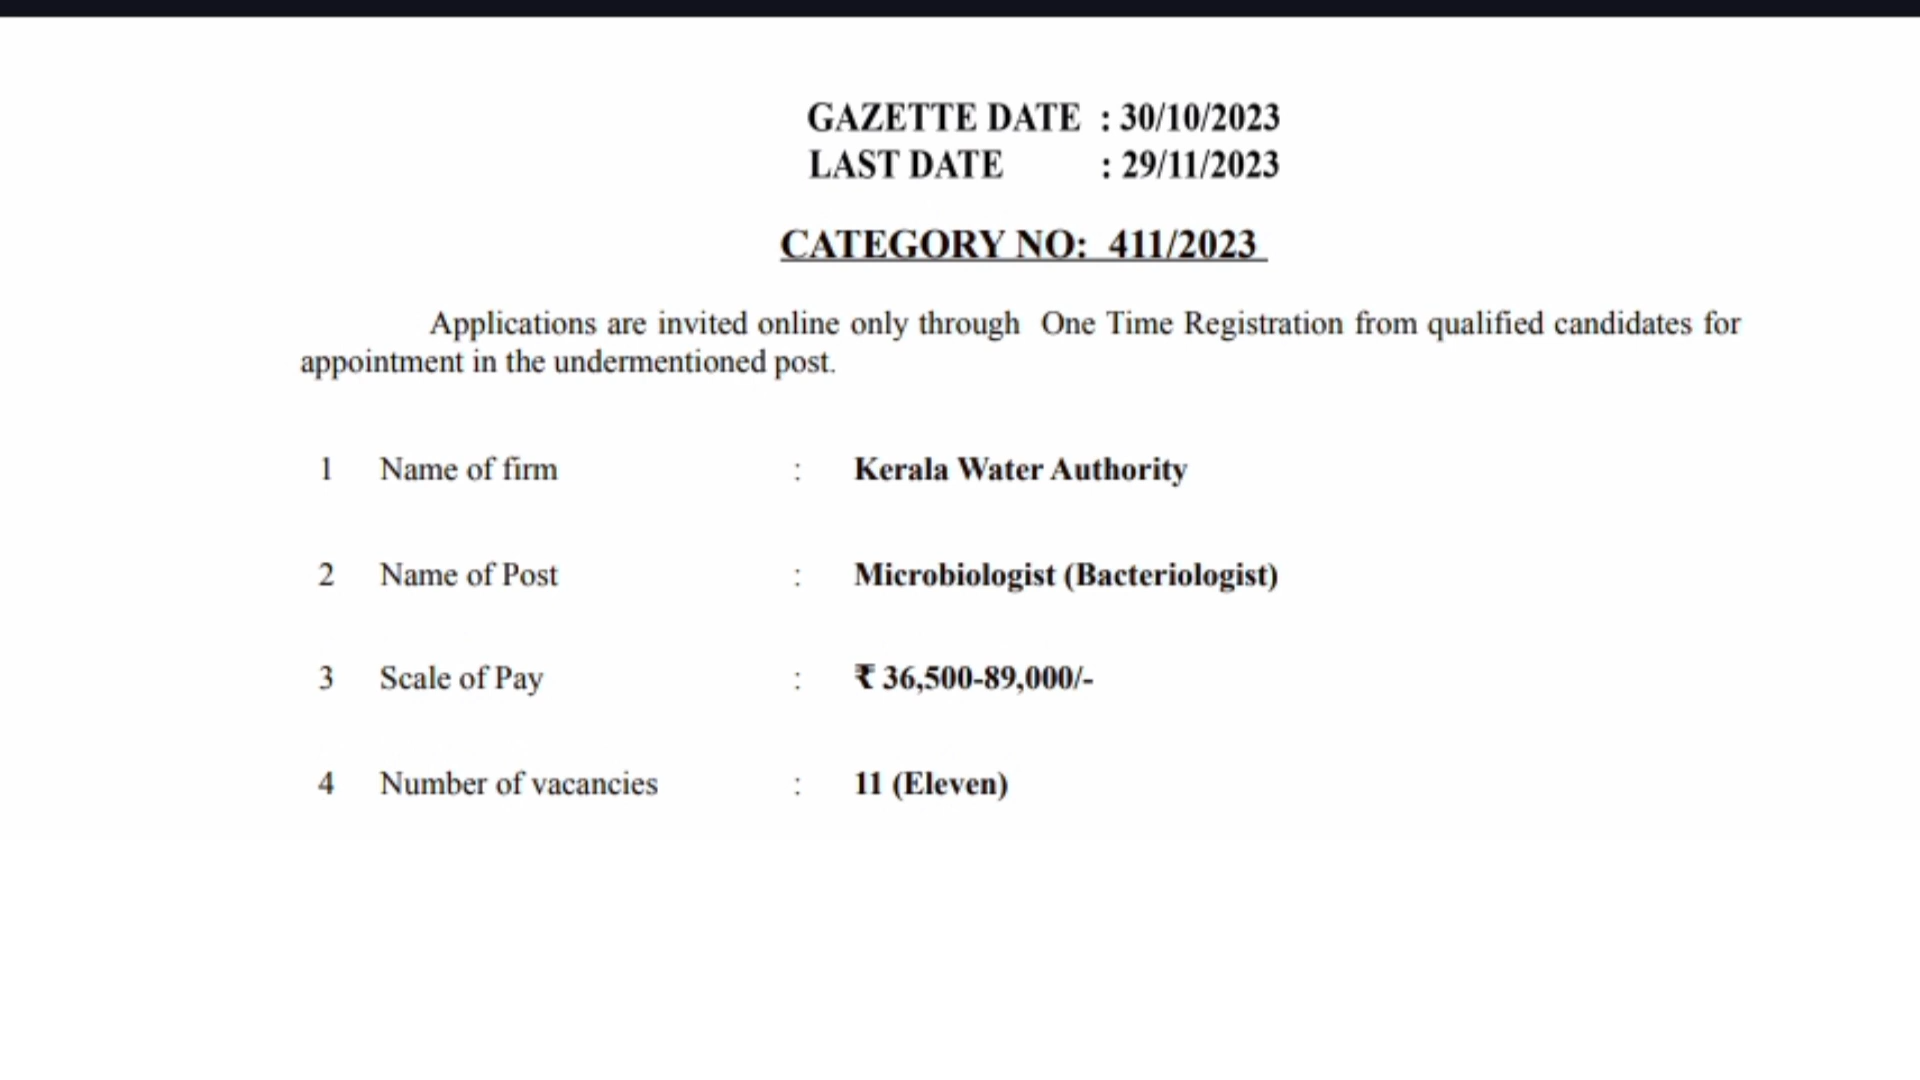 GAZETTE DATE : 30/10/2023
LAST DATE : 29/11/2023
CATEGORY NO: 411/2023
Applications are invited online only through One Time Registration from qualified candidates for
appointment in the undermentioned post.
1 Name of firm : Kerala Water Authority
2 Name of Post : Microbiologist (Bacteriologist)
3 Scale of Pay : ₹ 36,500-89,000/-
4 Number of vacancies : 11 (Eleven)